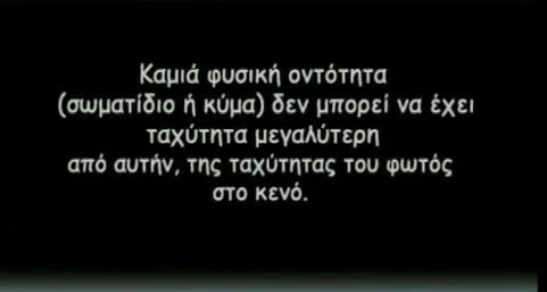 Καμιά φυσική οντότητα
(σωματίδιο ή κύμα) δεν μπορεί να έχει
ταχύτητα μεγαλύτερη
από αυτήν, της ταχύτητας του φωτός
στο κενό.